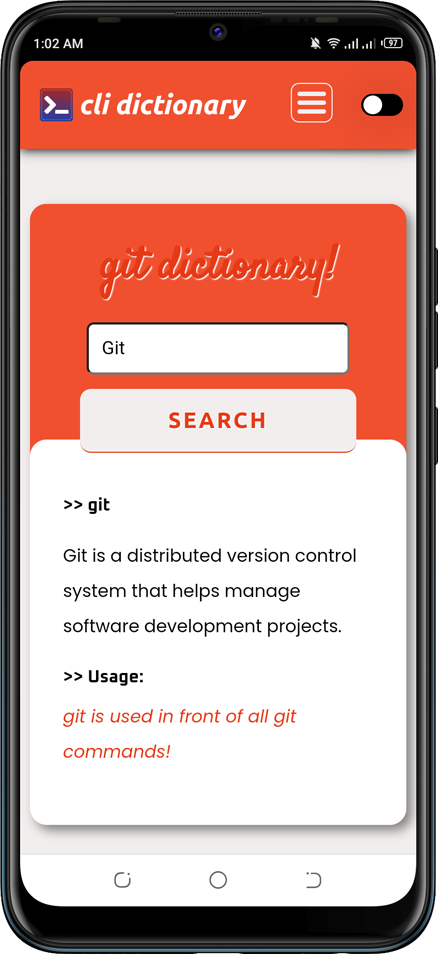 1:02 AM
97
cli dictionary
git dictionary!
Git
SEARCH
>> git
Git is a distributed version control
system that helps manage
software development projects.
>> Usage:
git is used in front of all git
commands!